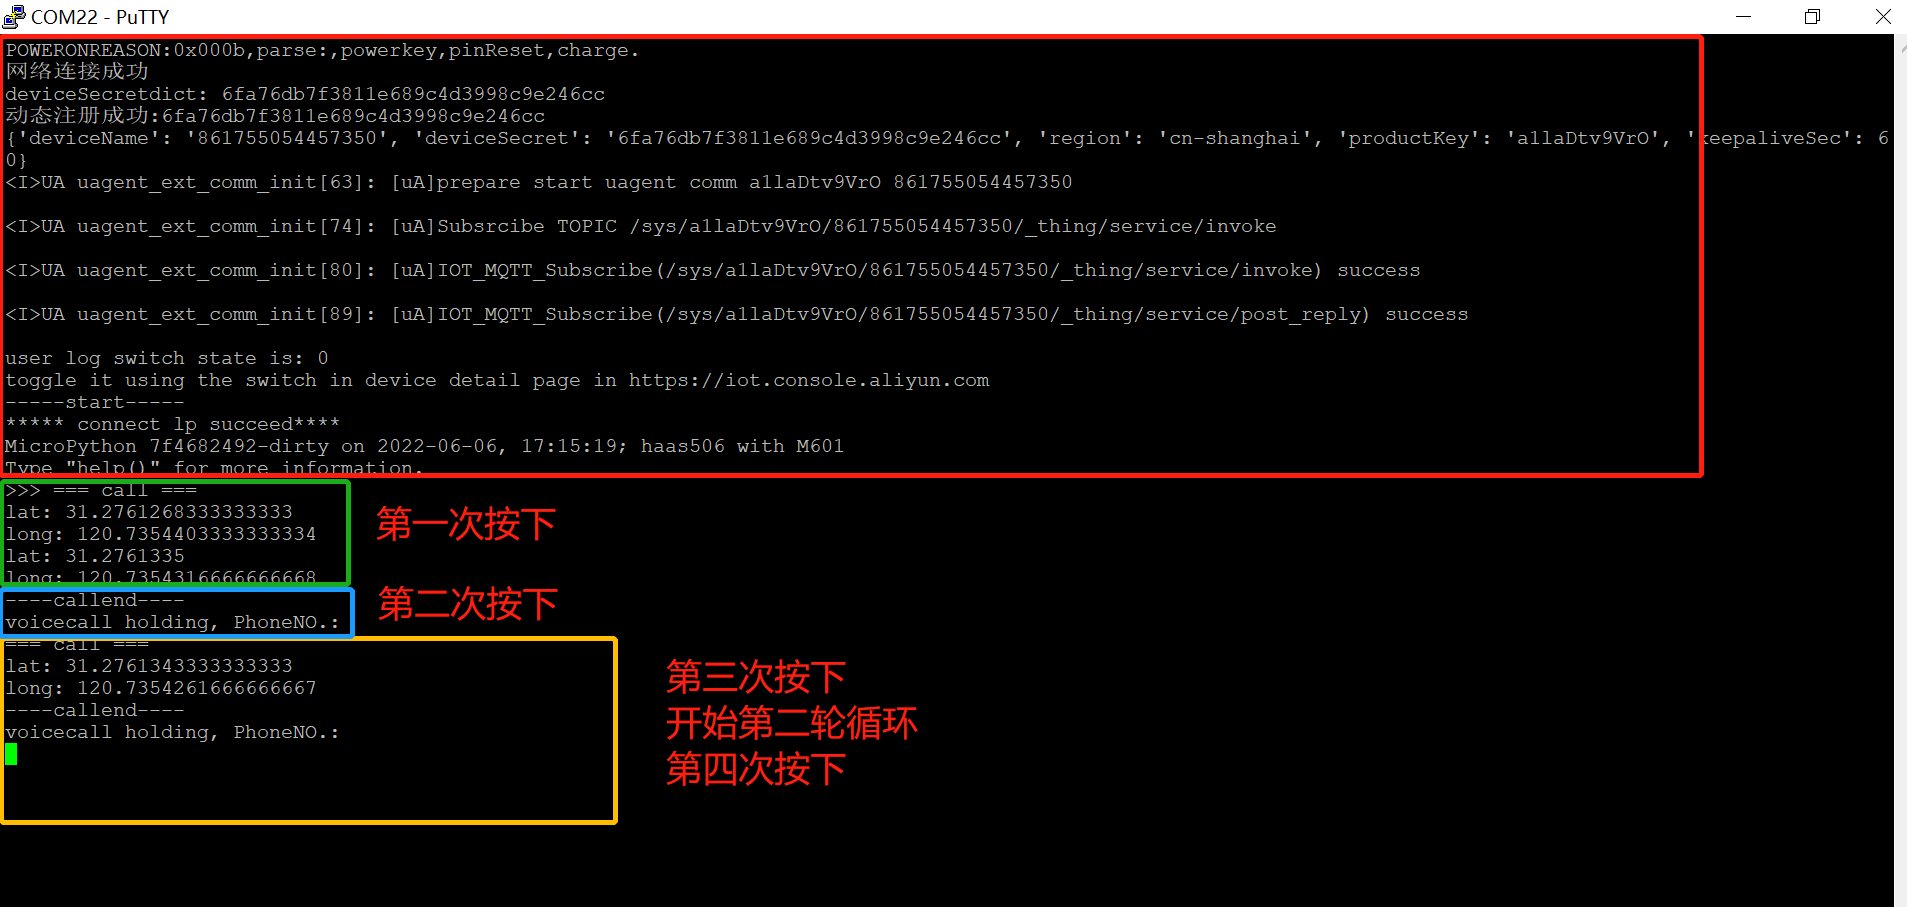 COM22 - PuTTY
POWERONREASON:0x000b,parse:,powerkey,pinReset,charge.
网络连接成功
deviceSecretdict: 6fa76db7f3811e689c4d3998c9e246cc
动态注册成功:6fa76db7f3811e689c4d3998c9e246cc
{'deviceName': '861755054457350', 'deviceSecret': '6fa76db7f3811e689c4d3998c9e246cc', 'region': 'cn-shanghai', 'productKey': 'a1laDtv9VrO', 'keepaliveSec': 6
0}
<I>UA uagent_ext_comm_init[63]: [uA]prepare start uagent comm a1laDtv9VrO 861755054457350
<I>UA uagent_ext_comm_init[74]: [uA]Subsrcibe TOPIC /sys/a1laDtv9VrO/861755054457350/_thing/service/invoke
<I>UA uagent_ext_comm_init[80]: [uA]IOT_MQTT_Subscribe(/sys/a1laDtv9VrO/861755054457350/_thing/service/invoke) success
<I>UA uagent_ext_comm_init[89]: [uA]IOT_MQTT_Subscribe(/sys/a1laDtv9VrO/861755054457350/_thing/service/post_reply) success
user log switch state is: 0
toggle it using the switch in device detail page in https://iot.console.aliyun.com
-----start-----
***** connect lp succeed****
MicroPython 7f4682492-dirty on 2022-06-06, 17:15:19; haas506 with M601
Type "help()" for more information.
>>> === call ===
lat: 31.2761268333333333
long: 120.7354403333333334
第一次按下
lat: 31.2761335
long: 120.7354316666666668
----callend----
第二次按下
voicecall holding, PhoneNO.:
=== call ===
lat: 31.2761343333333333
long: 120.7354261666666667
第三次按下
----callend----
开始第二轮循环
voicecall holding, PhoneNO.:
第四次按下